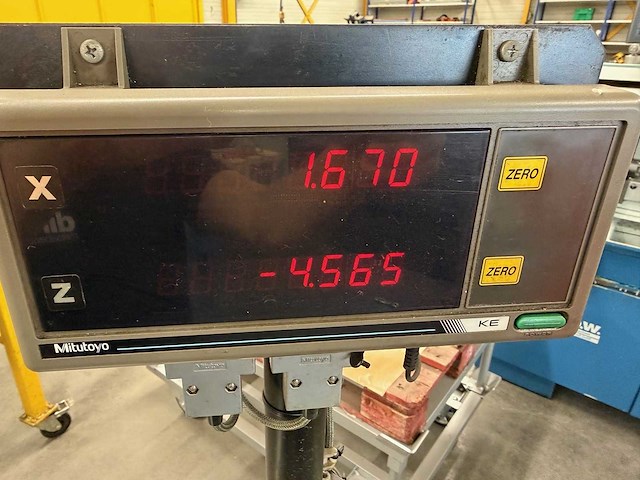 X 1.670 ZERO
Z -4.565 ZERO
Mitutoyo KE